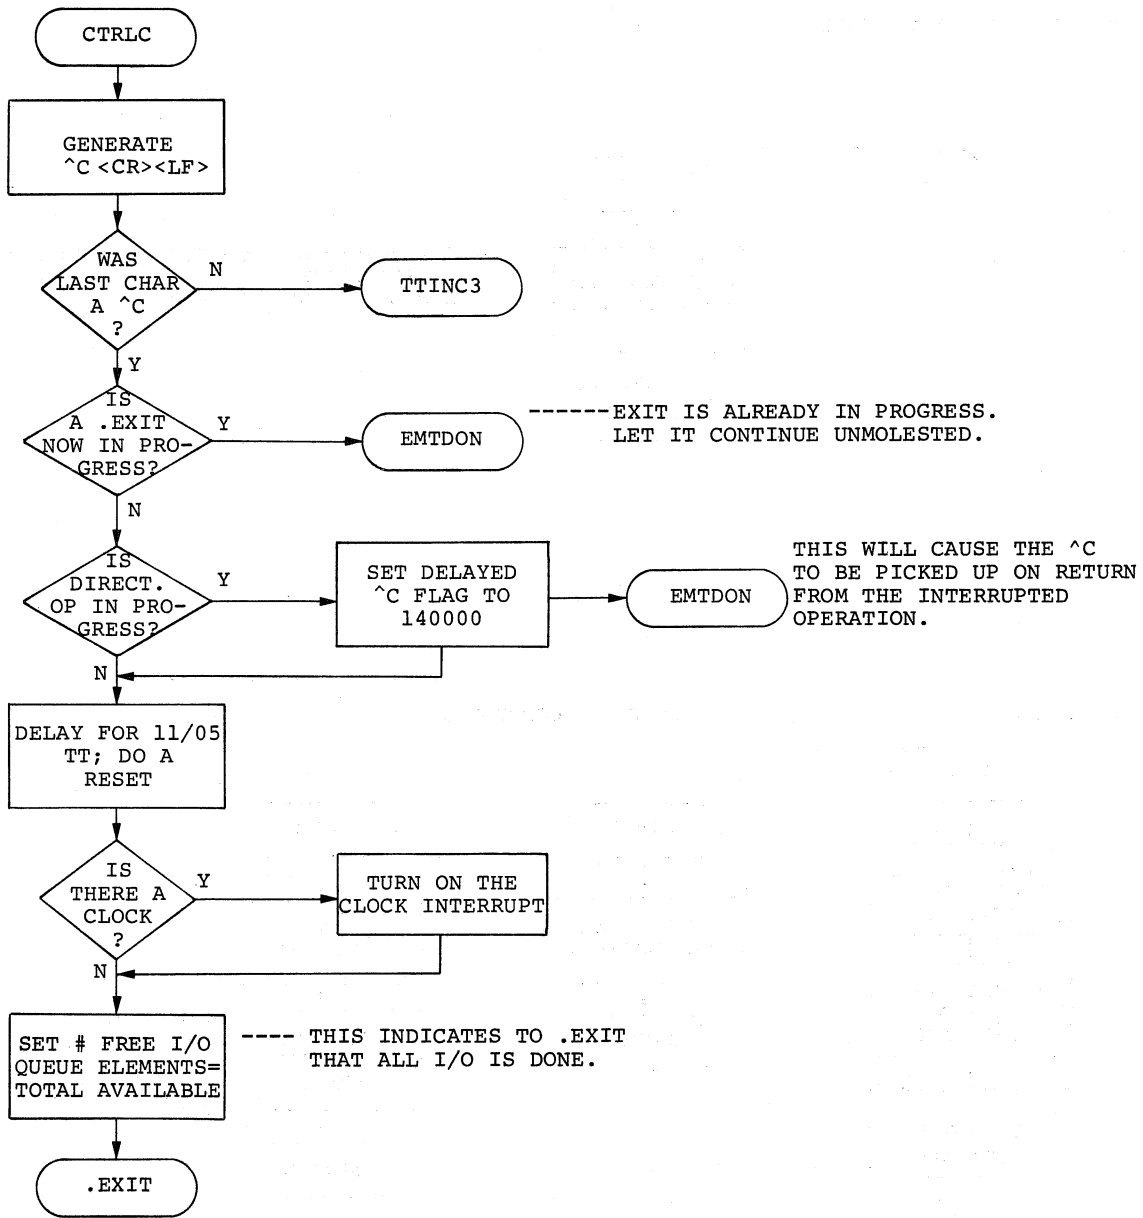 CTRLC
GENERATE
^C <CR><LF>
WAS
LAST CHAR
A ^C
?
N
TTINC3
Y
IS
A .EXIT
NOW IN PRO-
GRESS?
Y
EMTDON
------EXIT IS ALREADY IN PROGRESS.
LET IT CONTINUE UNMOLESTED.
N
IS
DIRECT.
OP IN PRO-
GRESS?
Y
SET DELAYED
^C FLAG TO
140000
EMTDON
THIS WILL CAUSE THE ^C
TO BE PICKED UP ON RETURN
FROM THE INTERRUPTED
OPERATION.
N
DELAY FOR 11/05
TT; DO A
RESET
IS
THERE A
CLOCK
?
Y
TURN ON THE
CLOCK INTERRUPT
N
SET # FREE I/O
QUEUE ELEMENTS=
TOTAL AVAILABLE
---- THIS INDICATES TO .EXIT
THAT ALL I/O IS DONE.
.EXIT